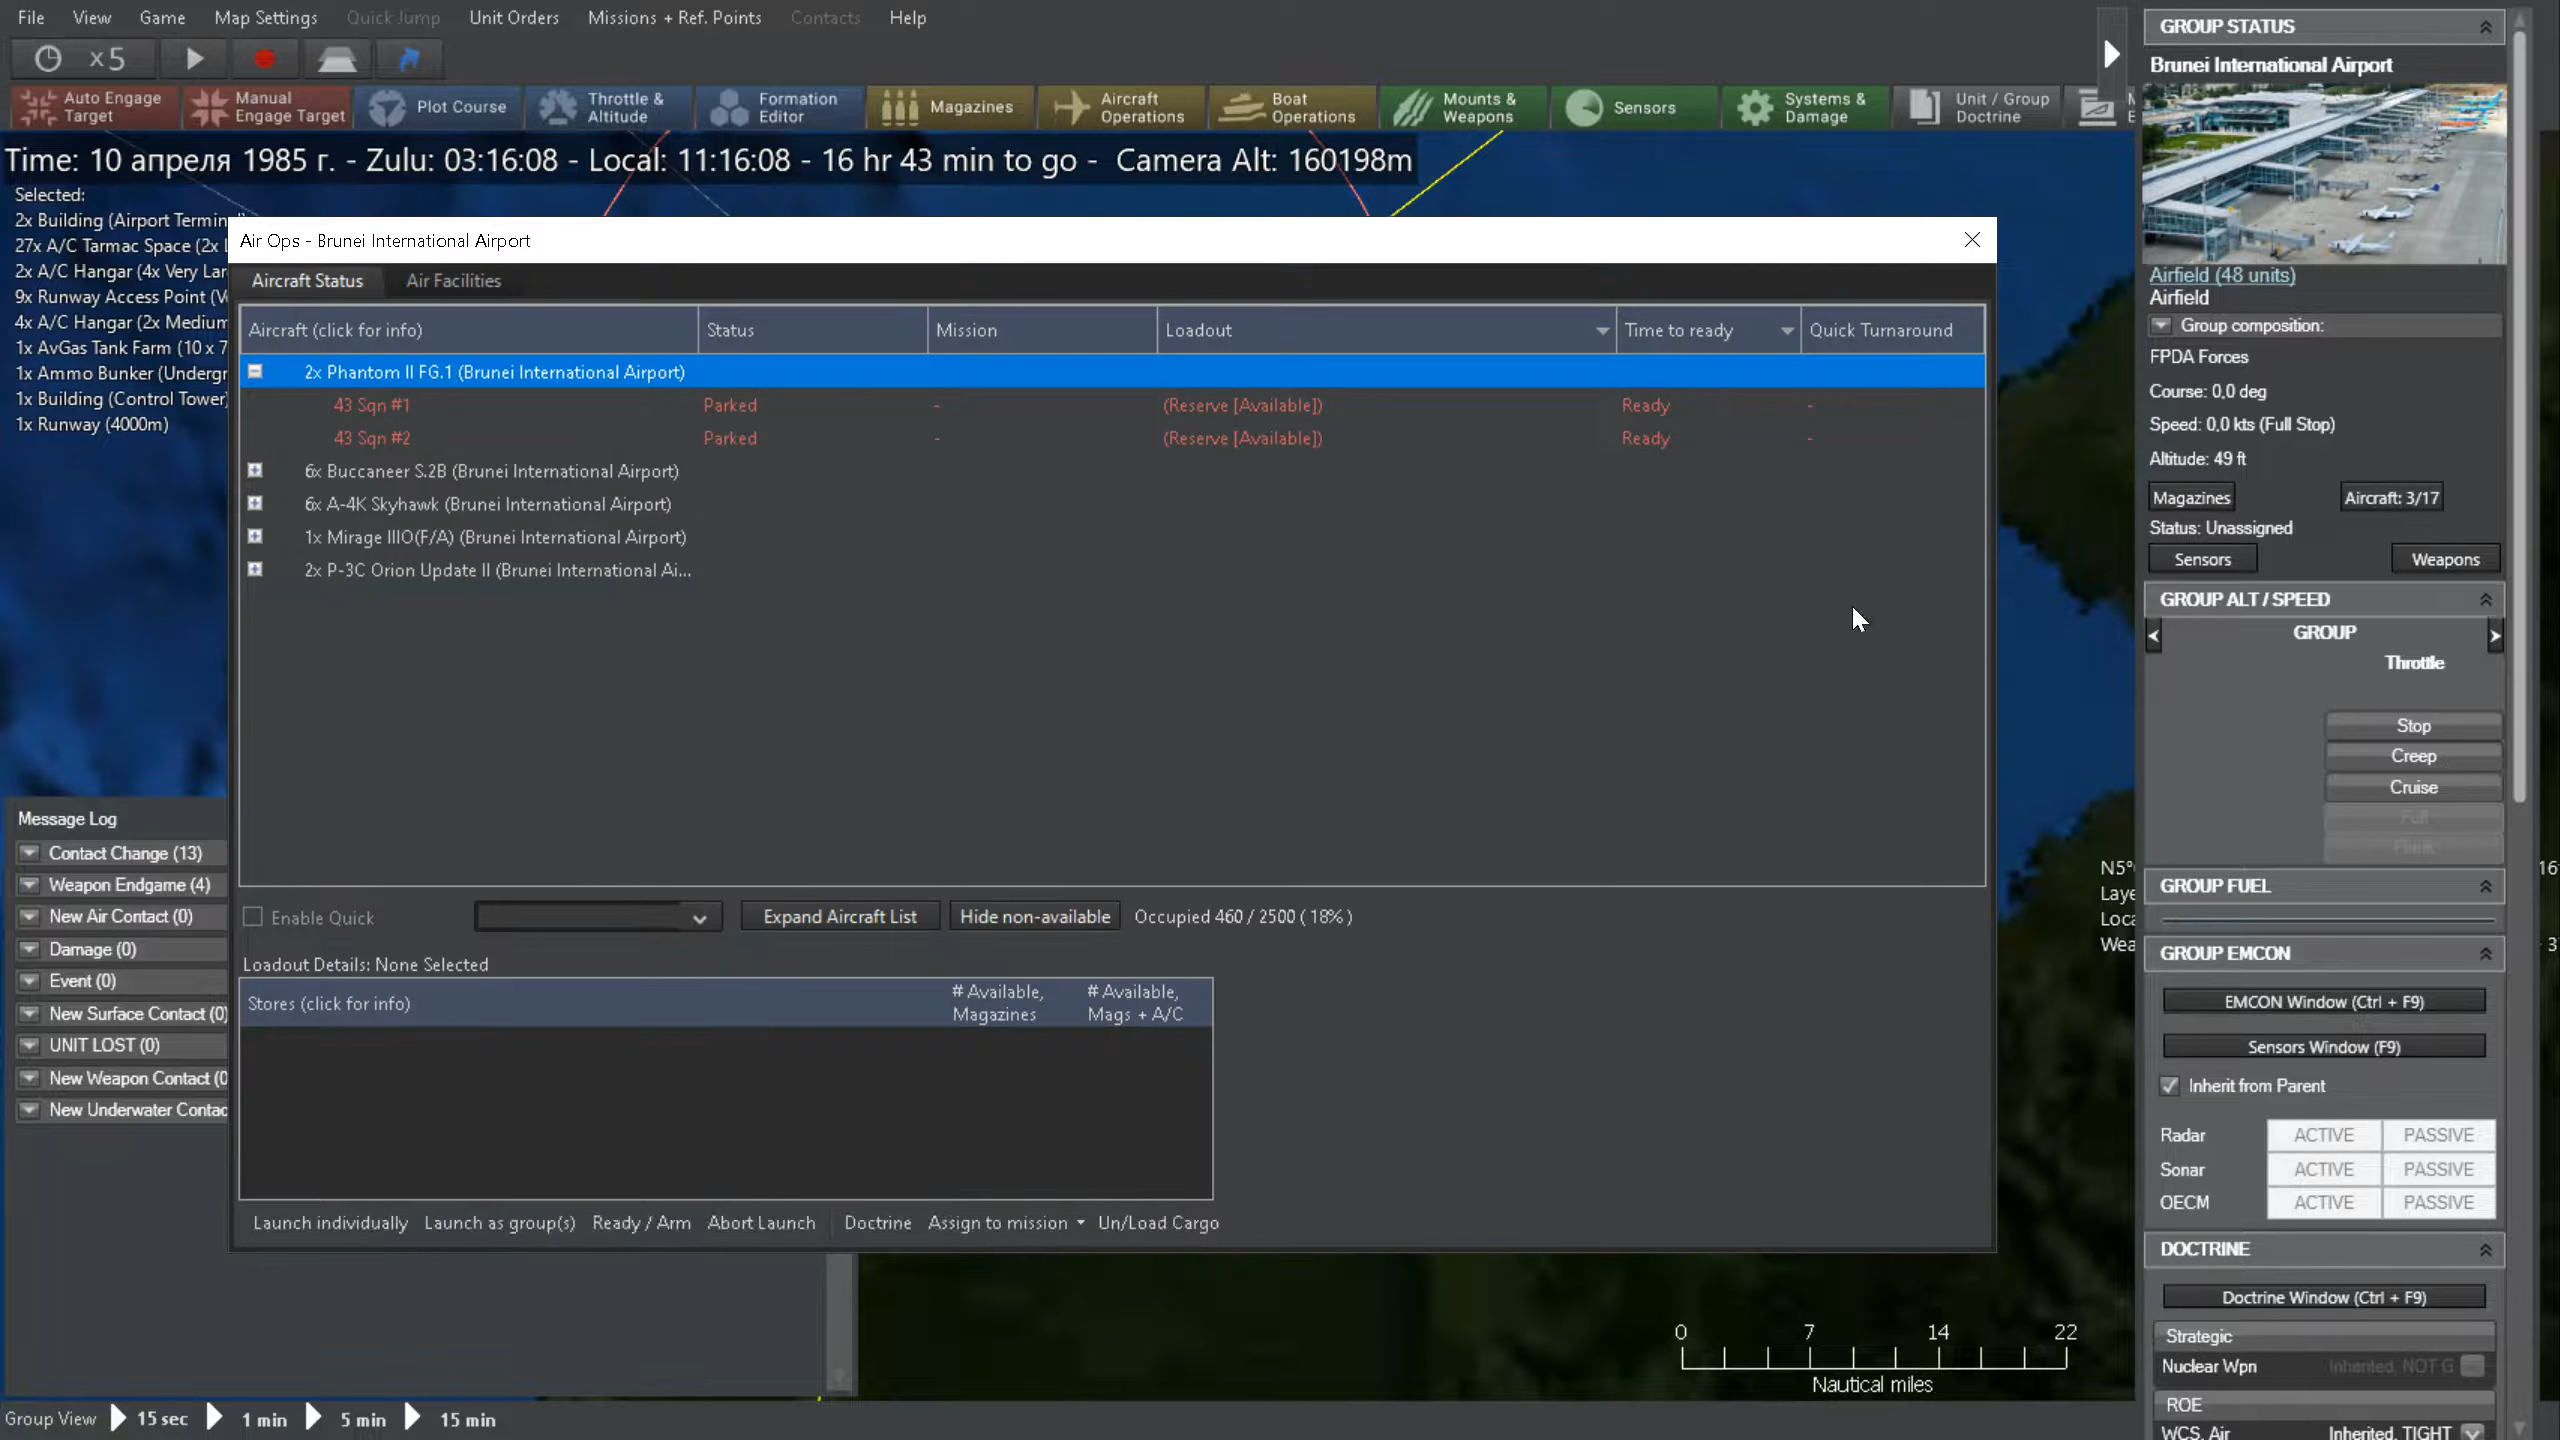 File View Game Map Settings Quick Jump Unit Orders Missions + Ref. Points Contacts Help
x5
Auto Engage Target
Manual Engage Target
Plot Course
Throttle & Altitude
Formation Editor
Magazines
Aircraft Operations
Boat Operations
Mounts & Weapons
Sensors
Systems & Damage
Unit / Group Doctrine
Time: 10 апреля 1985 г. - Zulu: 03:16:08 - Local: 11:16:08 - 16 hr 43 min to go - Camera Alt: 160198m
Selected:
2x Building (Airport Termin
27x A/C Tarmac Space (2x
2x A/C Hangar (4x Very Lar
9x Runway Access Point (V
4x A/C Hangar (2x Medium
1x AvGas Tank Farm (10 x 7
1x Ammo Bunker (Undergr
1x Building (Control Tower)
1x Runway (4000m)
Air Ops - Brunei International Airport
Aircraft Status Air Facilities
Aircraft (click for info) Status Mission Loadout Time to ready Quick Turnaround
2x Phantom II FG.1 (Brunei International Airport)
43 Sqn #1 Parked - (Reserve [Available]) Ready -
43 Sqn #2 Parked - (Reserve [Available]) Ready -
6x Buccaneer S.2B (Brunei International Airport)
6x A-4K Skyhawk (Brunei International Airport)
1x Mirage IIIO(F/A) (Brunei International Airport)
2x P-3C Orion Update II (Brunei International Ai...
Enable Quick Expand Aircraft List Hide non-available Occupied 460 / 2500 ( 18% )
Loadout Details: None Selected
Stores (click for info) # Available, Magazines # Available, Mags + A/C
Launch individually Launch as group(s) Ready / Arm Abort Launch Doctrine Assign to mission Un/Load Cargo
Message Log
Contact Change (13)
Weapon Endgame (4)
New Air Contact (0)
Damage (0)
Event (0)
New Surface Contact (0)
UNIT LOST (0)
New Weapon Contact (0
New Underwater Contac
N5°
Laye
Loca
Wea
16
3
0 7 14 22
Nautical miles
Group View 15 sec 1 min 5 min 15 min
GROUP STATUS
Brunei International Airport
Airfield (48 units)
Airfield
Group composition:
FPDA Forces
Course: 0,0 deg
Speed: 0,0 kts (Full Stop)
Altitude: 49 ft
Magazines Aircraft: 3/17
Status: Unassigned
Sensors Weapons
GROUP ALT / SPEED
< GROUP >
Throttle
Stop
Creep
Cruise
Full
Flank
GROUP FUEL
GROUP EMCON
EMCON Window (Ctrl + F9)
Sensors Window (F9)
Inherit from Parent
Radar ACTIVE PASSIVE
Sonar ACTIVE PASSIVE
OECM ACTIVE PASSIVE
DOCTRINE
Doctrine Window (Ctrl + F9)
Strategic
Nuclear Wpn Inherited, NOT G
ROE
WCS, Air Inherited, TIGHT